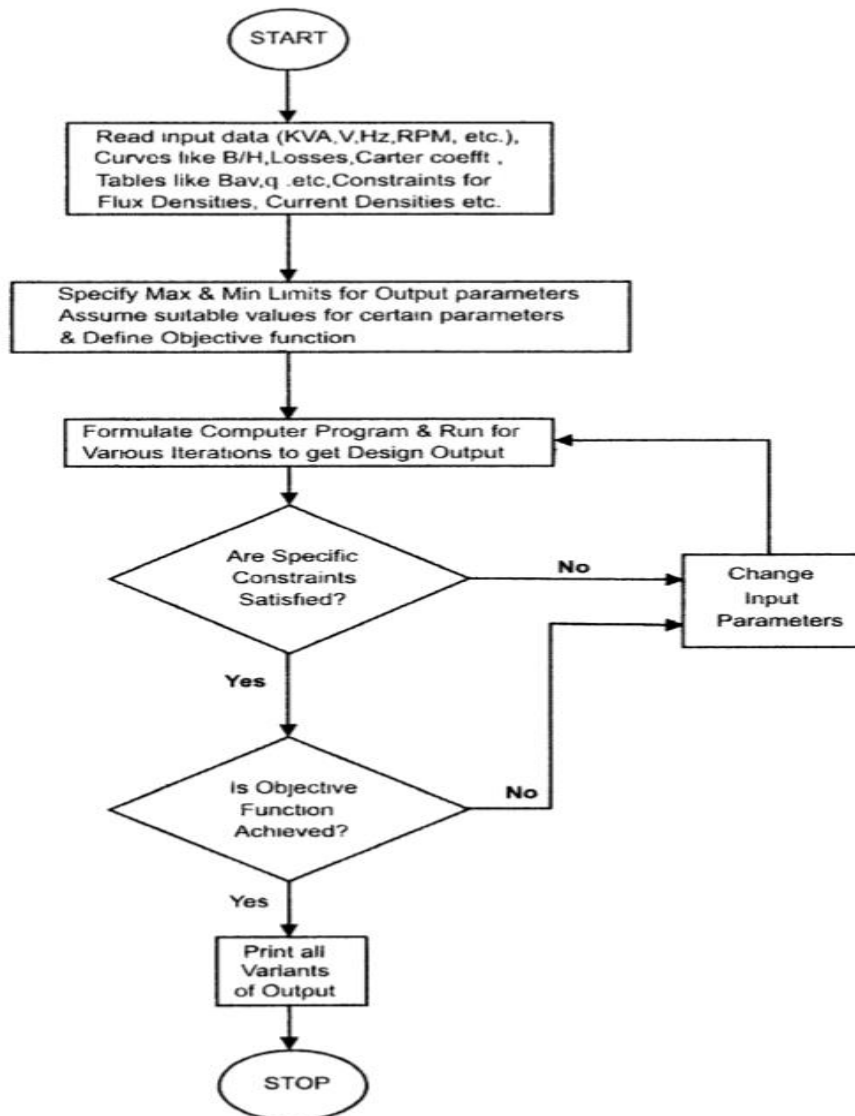 START
Read input data (KVA,V,Hz,RPM, etc.),
Curves like B/H,Losses,Carter coefft ,
Tables like Bav,q .etc,Constraints for
Flux Densities, Current Densities etc.
Specify Max & Min Limits for Output parameters
Assume suitable values for certain parameters
& Define Objective function
Formulate Computer Program & Run for
Various Iterations to get Design Output
Are Specific
Constraints
Satisfied?
No
Change
Input
Parameters
Yes
Is Objective
Function
Achieved?
No
Yes
Print all
Variants
of Output
STOP